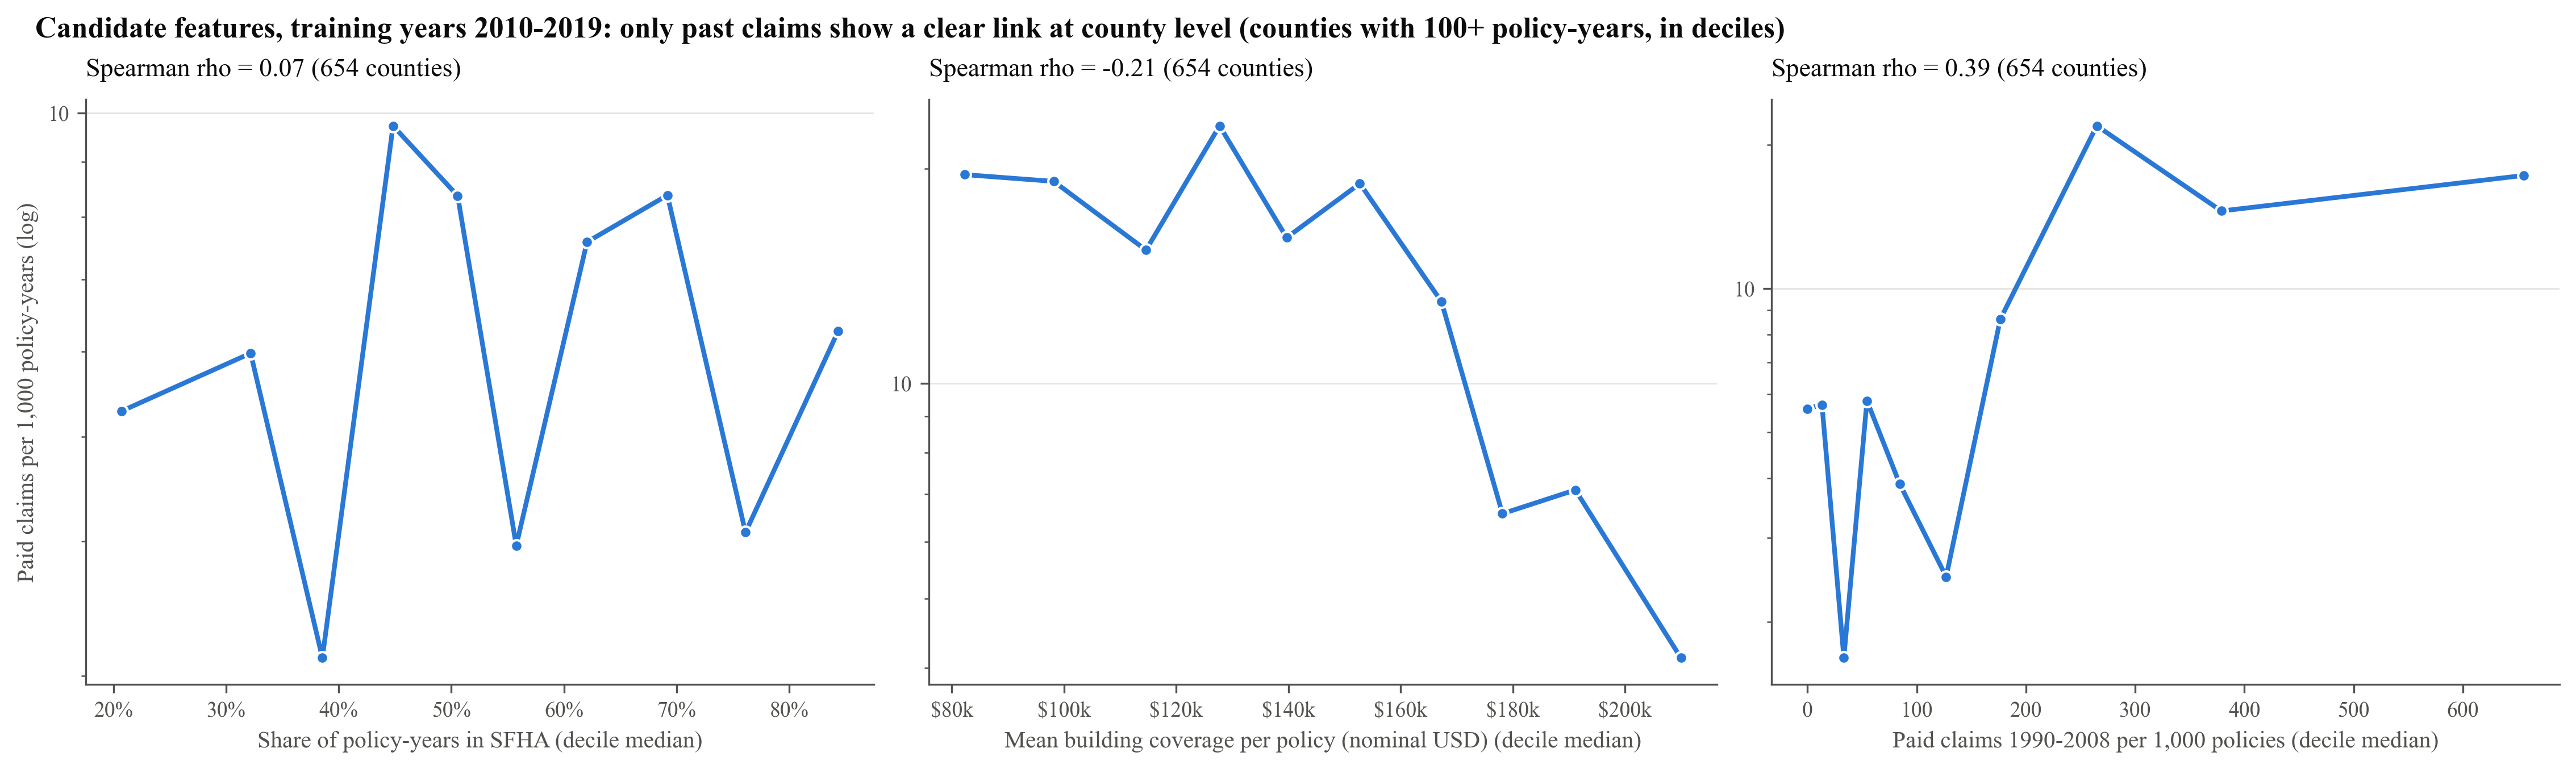 Candidate features, training years 2010-2019: only past claims show a clear link at county level (counties with 100+ policy-years, in deciles)
Spearman rho = 0.07 (654 counties)
Spearman rho = -0.21 (654 counties)
Spearman rho = 0.39 (654 counties)
Paid claims per 1,000 policy-years (log)
10
20% 30% 40% 50% 60% 70% 80%
Share of policy-years in SFHA (decile median)
10
$80k $100k $120k $140k $160k $180k $200k
Mean building coverage per policy (nominal USD) (decile median)
10
0 100 200 300 400 500 600
Paid claims 1990-2008 per 1,000 policies (decile median)